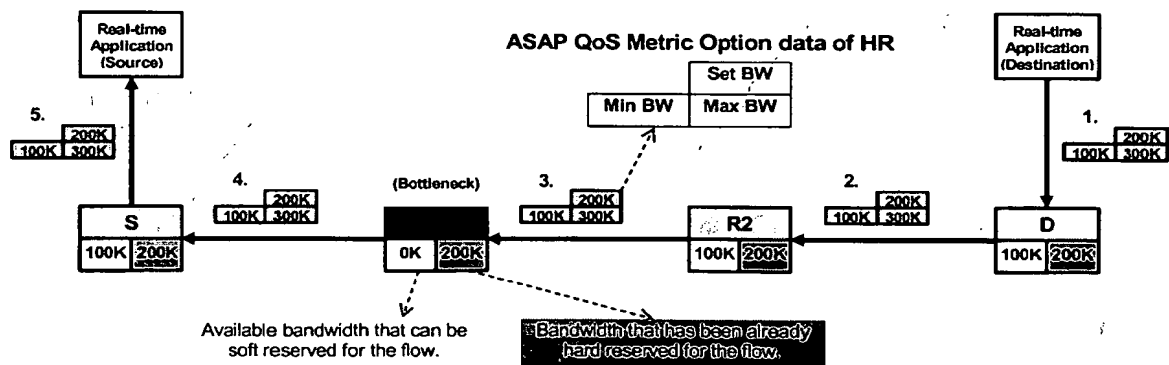 Real-time
Application
(Source)
ASAP QoS Metric Option data of HR
Set BW
Min BW
Max BW
Real-time
Application
(Destination)
5.
200K
100K
300K
1.
200K
100K
300K
4.
200K
100K
300K
(Bottleneck)
3.
200K
100K
300K
2.
200K
100K
300K
S
100K
200K
0K
200K
R2
100K
200K
D
100K
200K
Available bandwidth that can be
soft reserved for the flow.
Bandwidth that has been already
hard reserved for the flow.